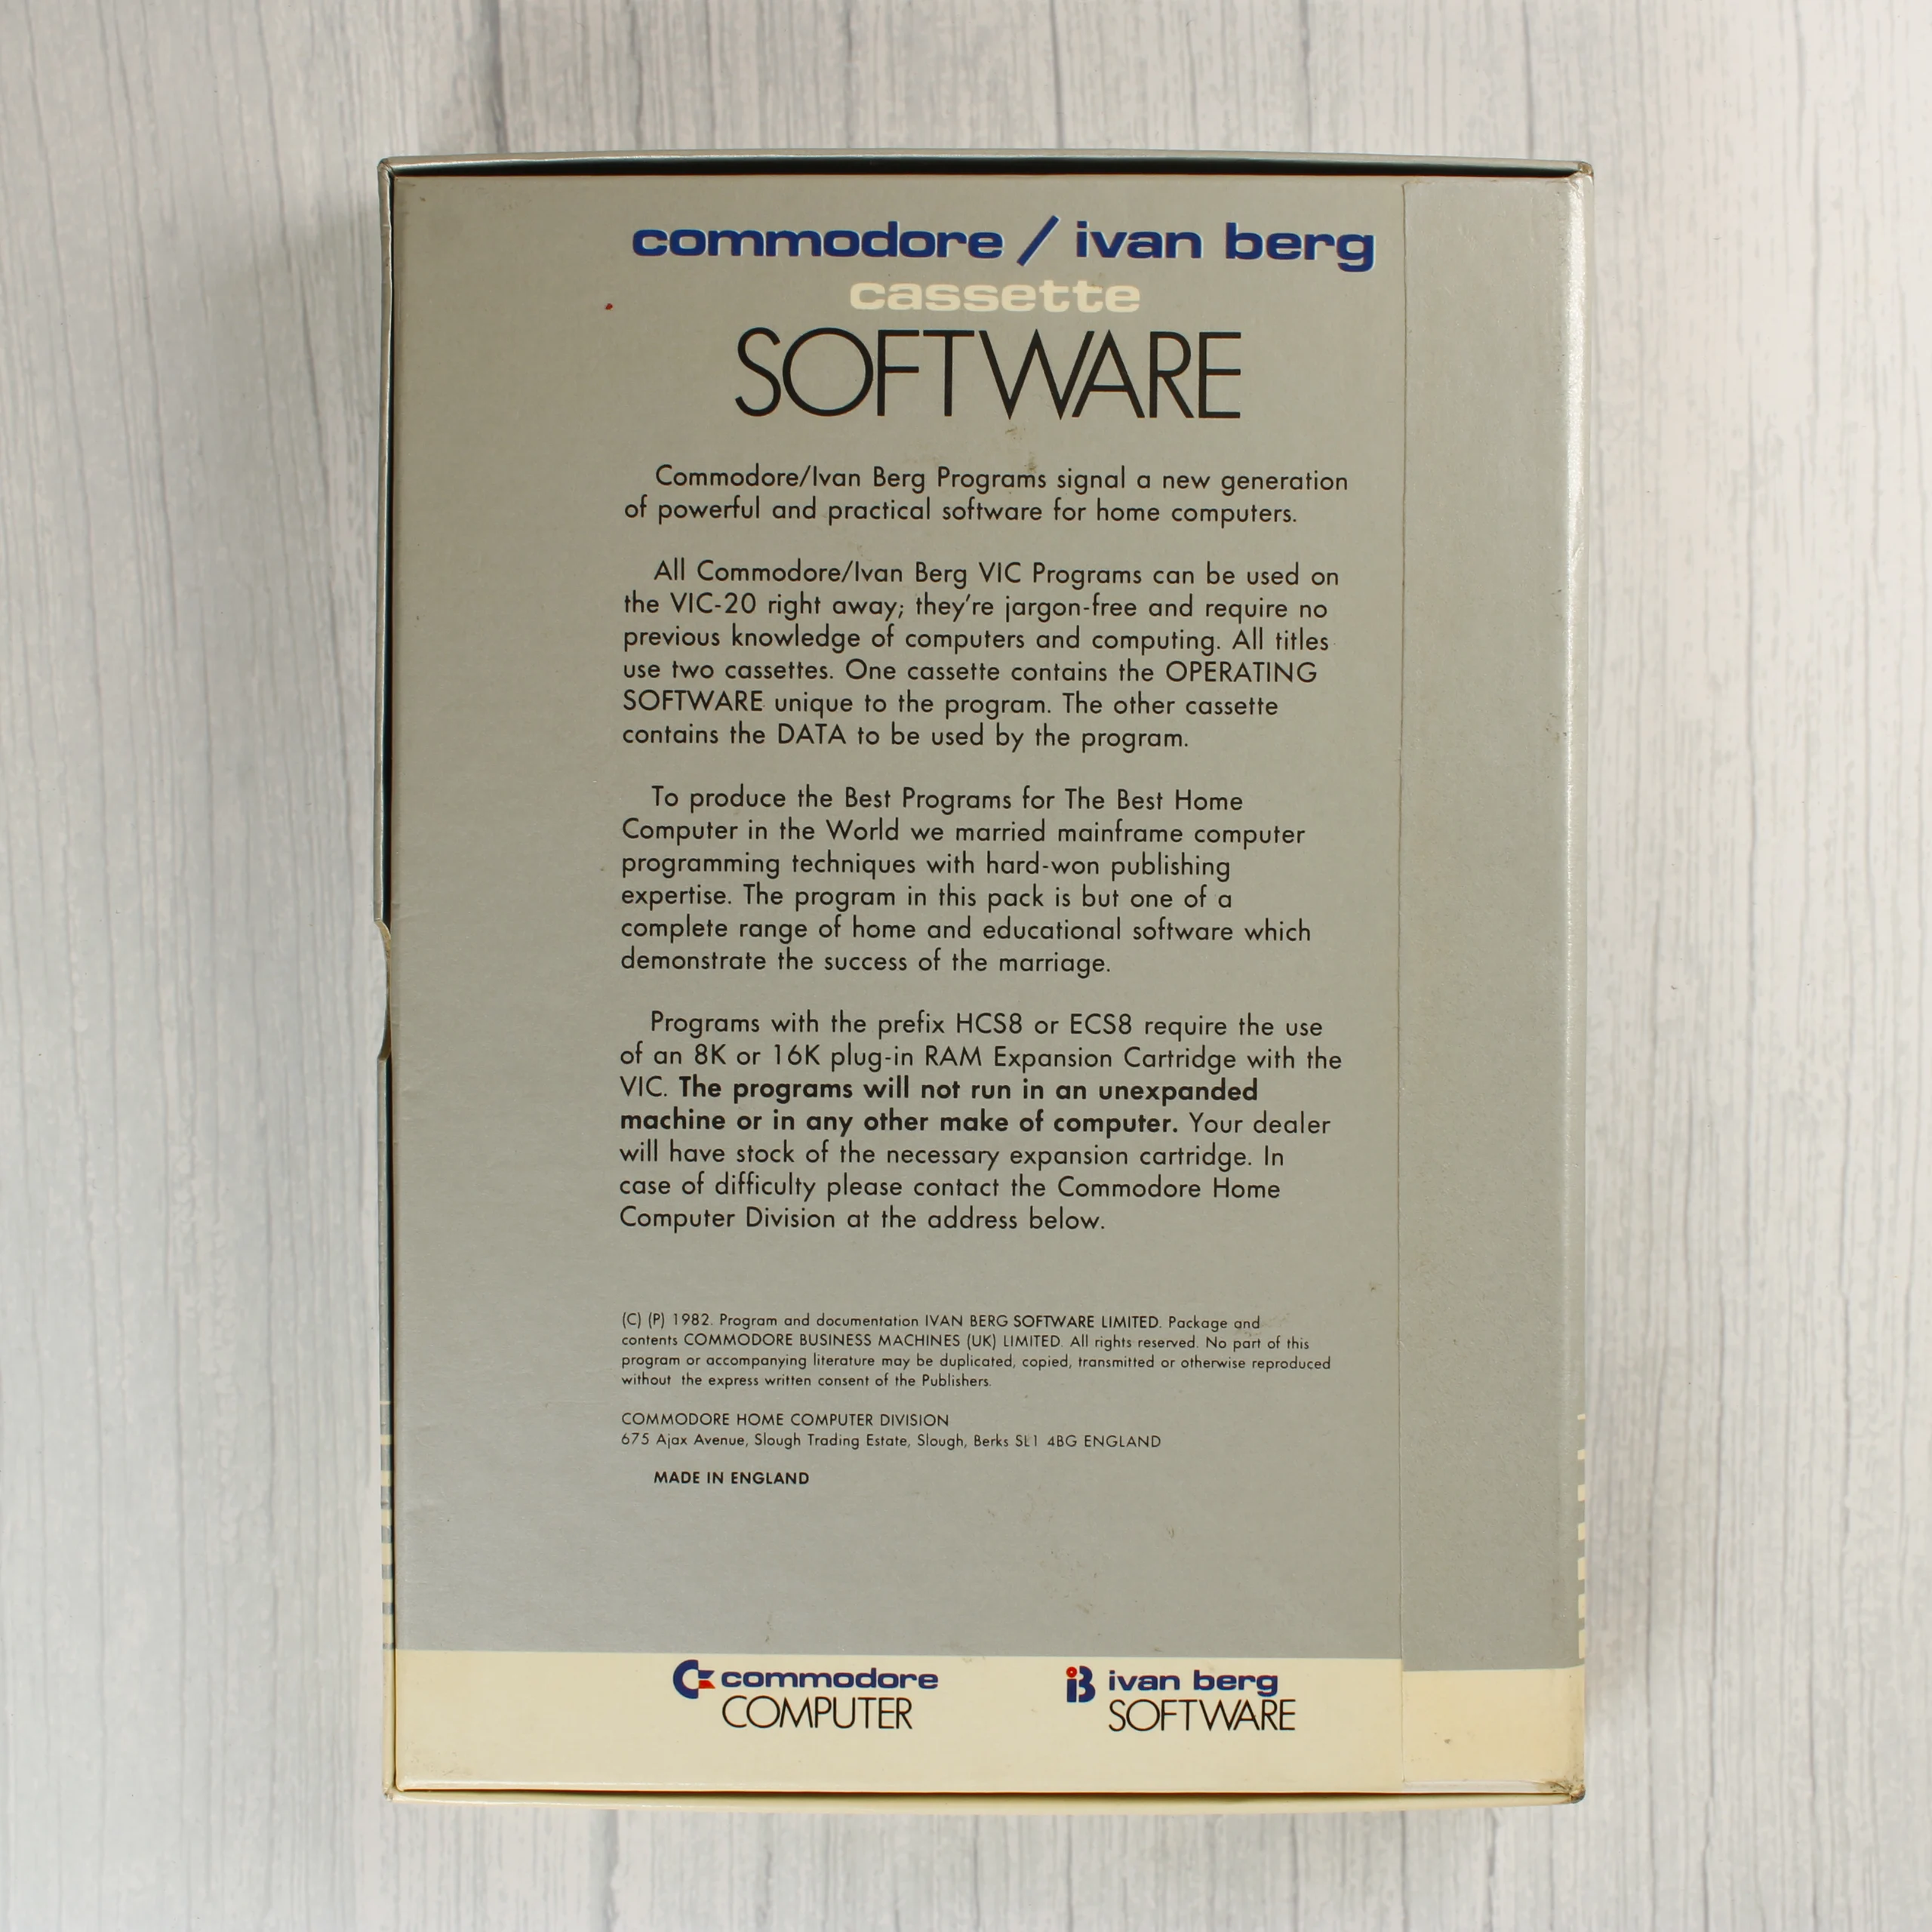 commodore / ivan berg
cassette
SOFTWARE
Commodore/Ivan Berg Programs signal a new generation
of powerful and practical software for home computers.
All Commodore/Ivan Berg VIC Programs can be used on
the VIC-20 right away; they're jargon-free and require no
previous knowledge of computers and computing. All titles
use two cassettes. One cassette contains the OPERATING
SOFTWARE unique to the program. The other cassette
contains the DATA to be used by the program.
To produce the Best Programs for The Best Home
Computer in the World we married mainframe computer
programming techniques with hard-won publishing
expertise. The program in this pack is but one of a
complete range of home and educational software which
demonstrate the success of the marriage.
Programs with the prefix HCS8 or ECS8 require the use
of an 8K or 16K plug-in RAM Expansion Cartridge with the
VIC. The programs will not run in an unexpanded
machine or in any other make of computer. Your dealer
will have stock of the necessary expansion cartridge. In
case of difficulty please contact the Commodore Home
Computer Division at the address below.
(C) (P) 1982. Program and documentation IVAN BERG SOFTWARE LIMITED. Package and
contents COMMODORE BUSINESS MACHINES (UK) LIMITED. All rights reserved. No part of this
program or accompanying literature may be duplicated, copied, transmitted or otherwise reproduced
without the express written consent of the Publishers.
COMMODORE HOME COMPUTER DIVISION
675 Ajax Avenue, Slough Trading Estate, Slough, Berks SL1 4BG ENGLAND
MADE IN ENGLAND
commodore
COMPUTER
iB ivan berg
SOFTWARE